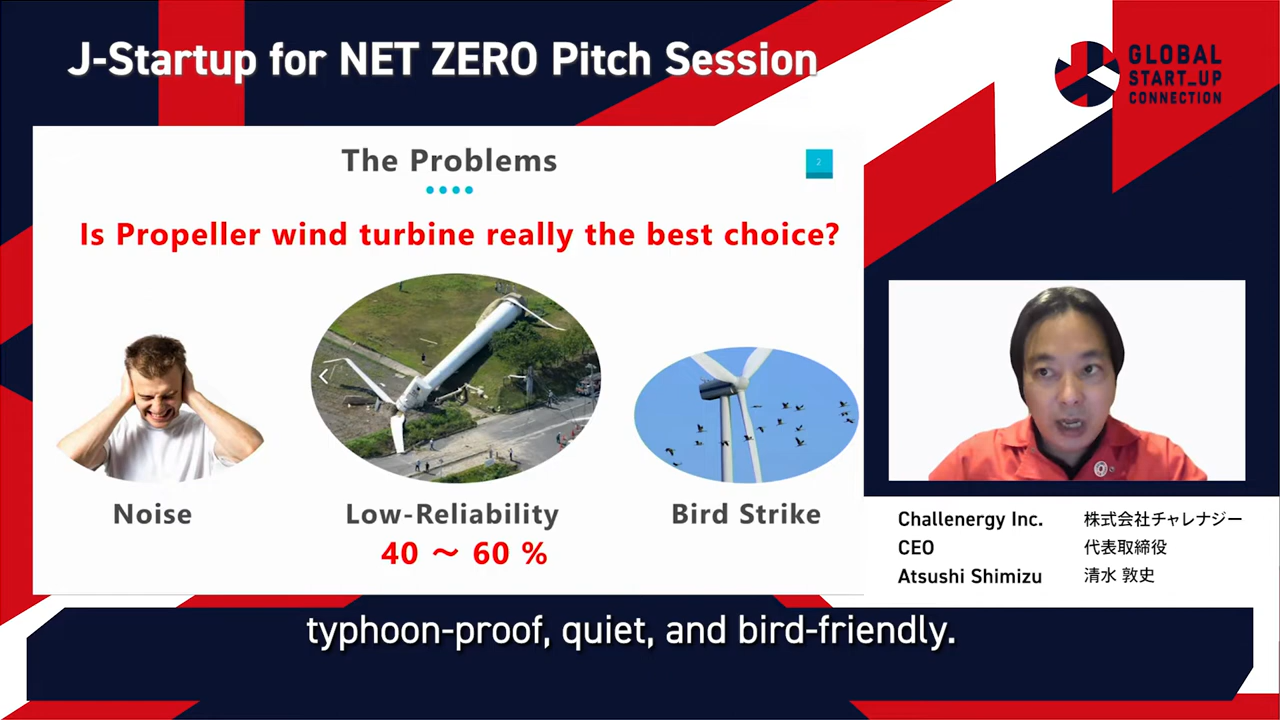 J-Startup for NET ZERO Pitch Session
GLOBAL
START_UP
CONNECTION
The Problems
2
Is Propeller wind turbine really the best choice?
Noise
Low-Reliability
Bird Strike
40 ～ 60 %
Challenergy Inc.
株式会社チャレナジー
CEO
代表取締役
Atsushi Shimizu
清水 敦史
typhoon-proof, quiet, and bird-friendly.